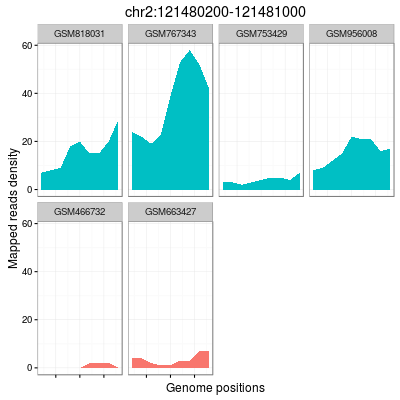 chr2:121480200-121481000
GSM818031 GSM767343 GSM753429 GSM956008
60
40
20
0
Mapped reads density
GSM466732 GSM663427
60
40
20
0
Genome positions